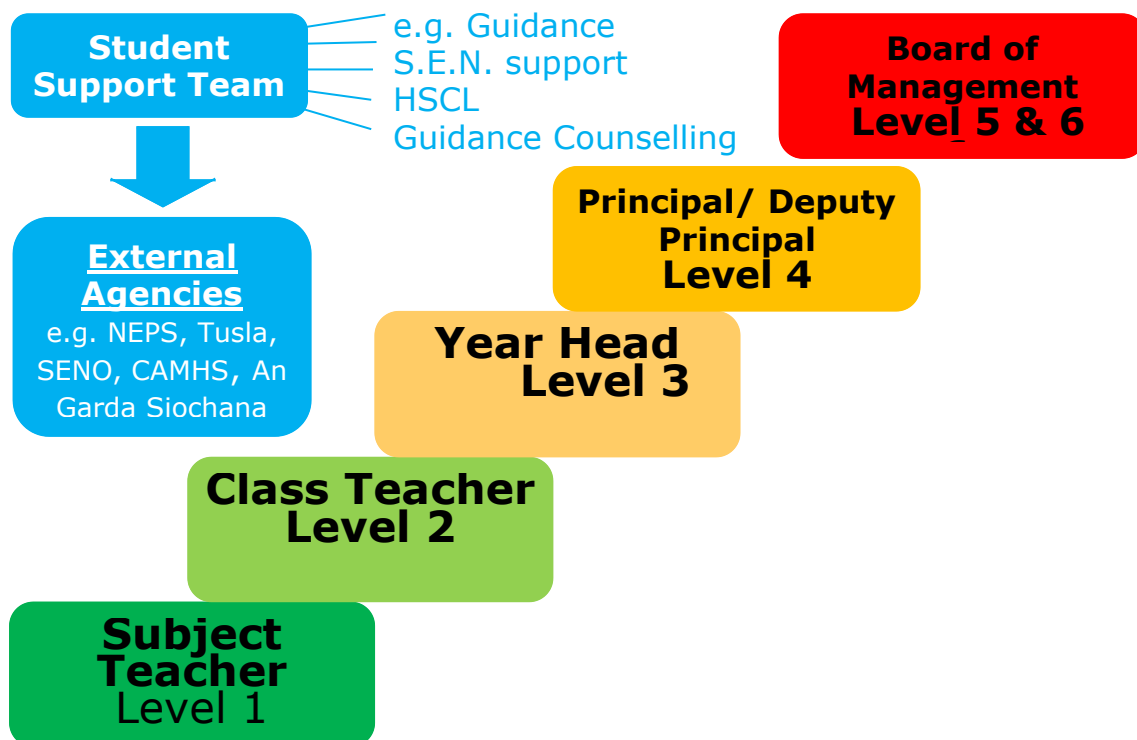 Student
Support Team
e.g. Guidance
S.E.N. support
HSCL
Guidance Counselling
Board of
Management
Level 5 & 6
Principal/ Deputy
Principal
Level 4
External
Agencies
e.g. NEPS, Tusla,
SENO, CAMHS, An
Garda Siochana
Year Head
Level 3
Class Teacher
Level 2
Subject
Teacher
Level 1